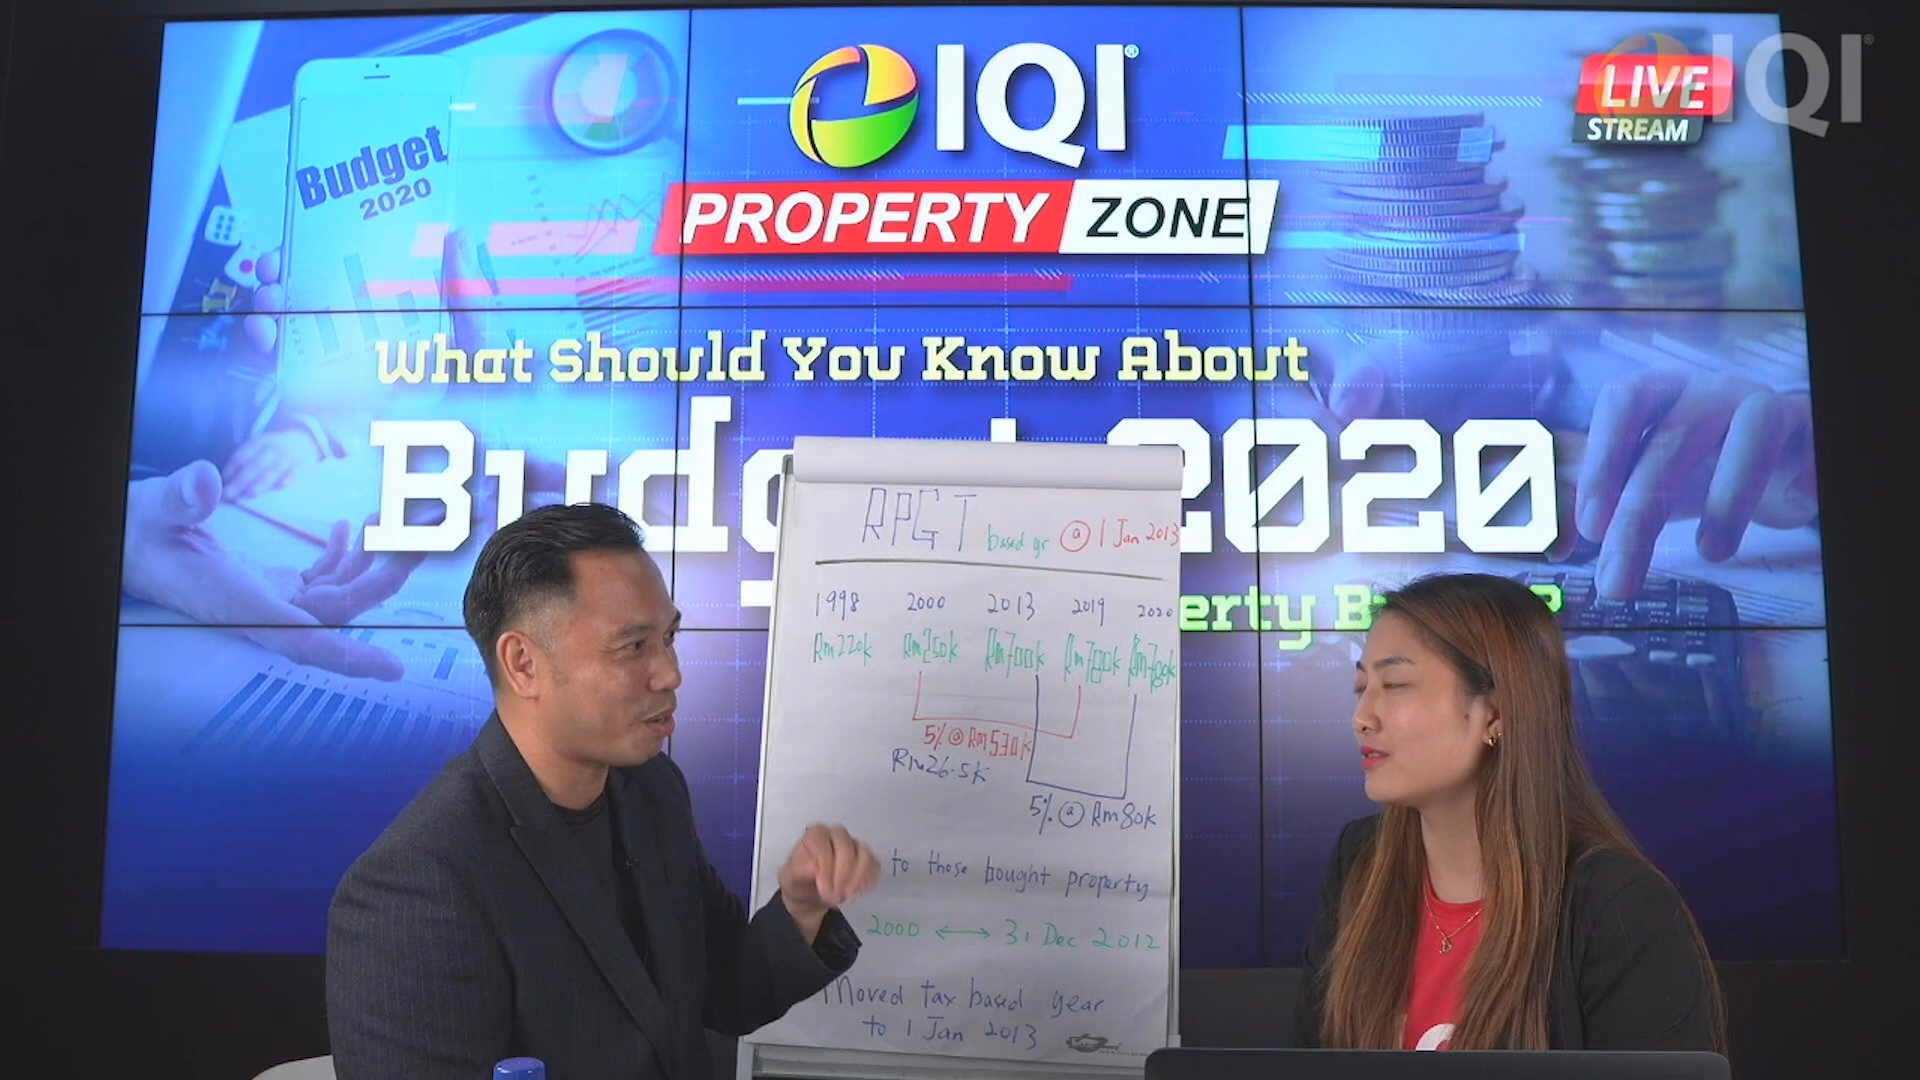 IQI®
IQI®
LIVE
STREAM
Budget
2020
PROPERTY ZONE
What Should You Know About
2020
RPGT based yr @ 1 Jan 2013
1998 2000 2013 2019 2020
Rm220k Rm250k Rm700k Rm780k Rm780k
5% @ Rm530k
Rm26.5k
5% @ Rm80k
to those bought property
2000 ↔ 31 Dec 2012
Moved tax based year
to 1 Jan 2013